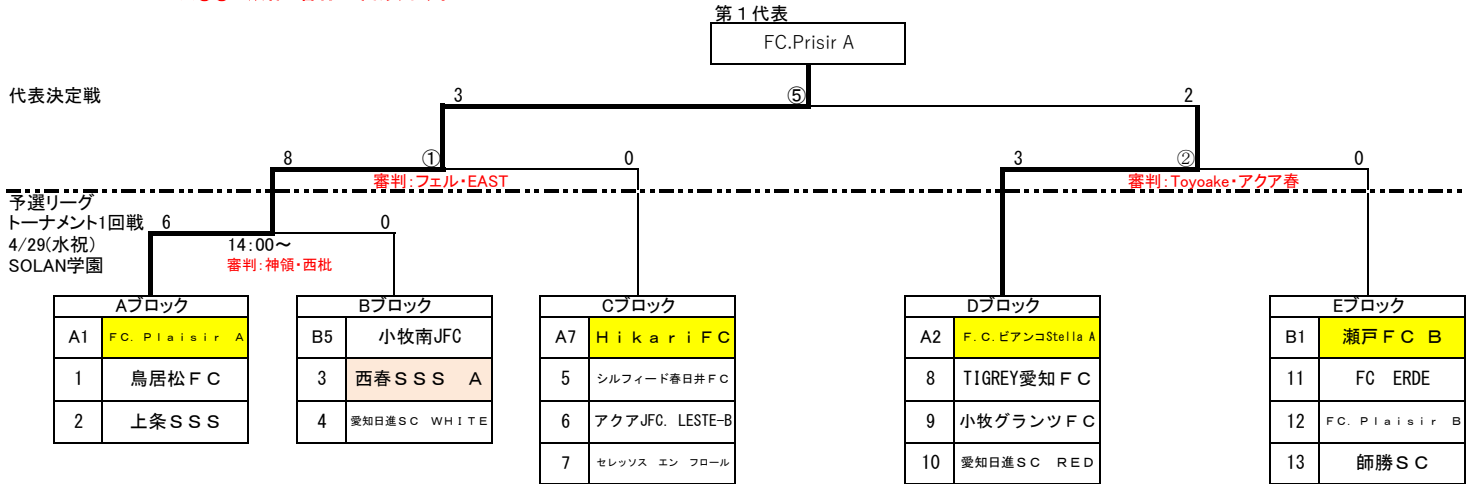 第１代表
FC.Prisir A
代表決定戦
3
⑤
2
8
①
0
3
②
0
審判:フェル・EAST
審判:Toyoake・アクア春
予選リーグ
トーナメント1回戦
6
0
4/29(水祝)
14:00～
SOLAN学園
審判:神領・西枇
Aブロック
A1 ＦＣ．Ｐｌａｉｓｉｒ Ａ
1 鳥居松ＦＣ
2 上条ＳＳＳ
Bブロック
B5 小牧南JFC
3 西春ＳＳＳ　Ａ
4 愛知日進ＳＣ　ＷＨＩＴＥ
Cブロック
A7 ＨｉｋａｒｉＦＣ
5 シルフィード春日井ＦＣ
6 アクアJFC. LESTE-B
7 セレッソス　エン　フロール
Dブロック
A2 Ｆ．Ｃ．ビアンコStella A
8 TIGREY愛知ＦＣ
9 小牧グランツＦＣ
10 愛知日進ＳＣ　ＲＥＤ
Eブロック
B1 瀬戸ＦＣ Ｂ
11 FC　ERDE
12 ＦＣ．Ｐｌａｉｓｉｒ Ｂ
13 師勝ＳＣ